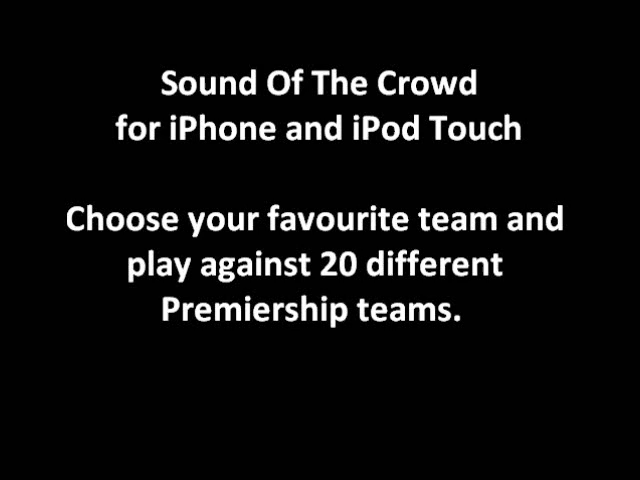 Sound Of The Crowd
for iPhone and iPod Touch
Choose your favourite team and
play against 20 different
Premiership teams.